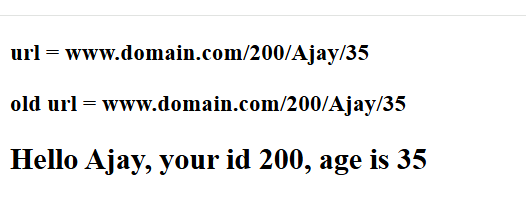 url = www.domain.com/200/Ajay/35
old url = www.domain.com/200/Ajay/35
Hello Ajay, your id 200, age is 35